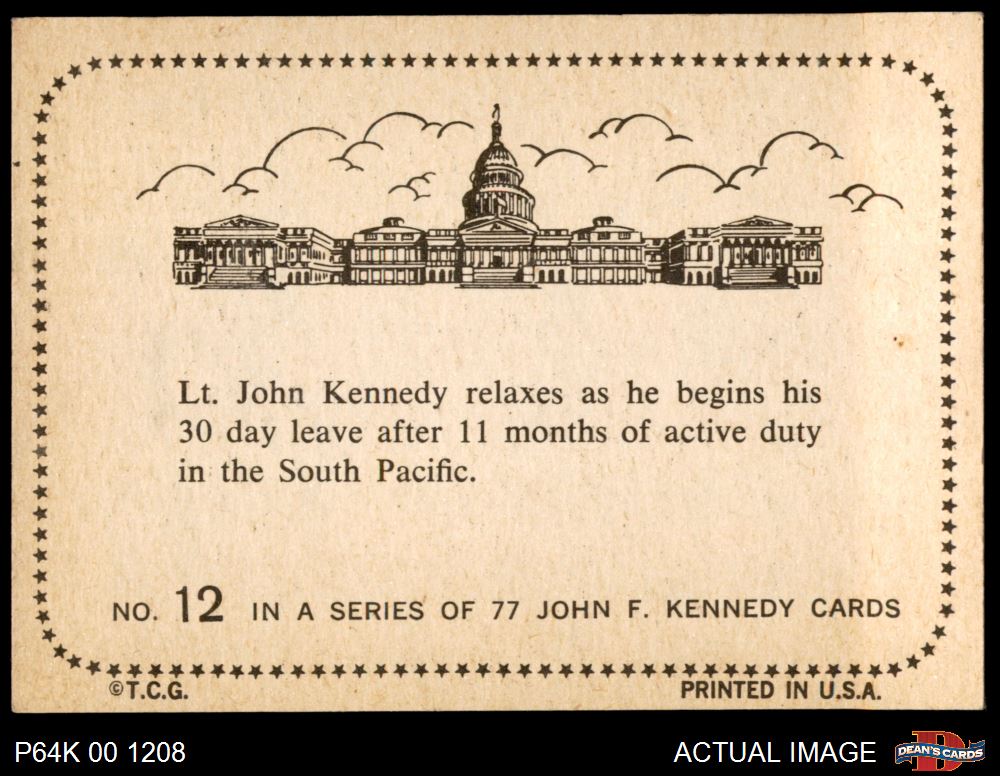 Lt. John Kennedy relaxes as he begins his
30 day leave after 11 months of active duty
in the South Pacific.
NO. 12 IN A SERIES OF 77 JOHN F. KENNEDY CARDS
©T.C.G. PRINTED IN U.S.A.
P64K 00 1208 ACTUAL IMAGE D DEAN'S CARDS